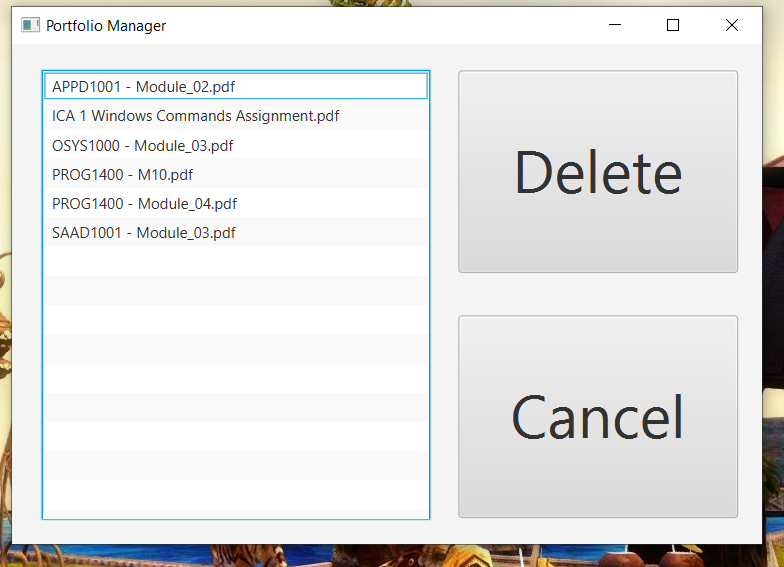 Portfolio Manager
APPD1001 - Module_02.pdf
ICA 1 Windows Commands Assignment.pdf
OSYS1000 - Module_03.pdf
PROG1400 - M10.pdf
PROG1400 - Module_04.pdf
SAAD1001 - Module_03.pdf
Delete
Cancel